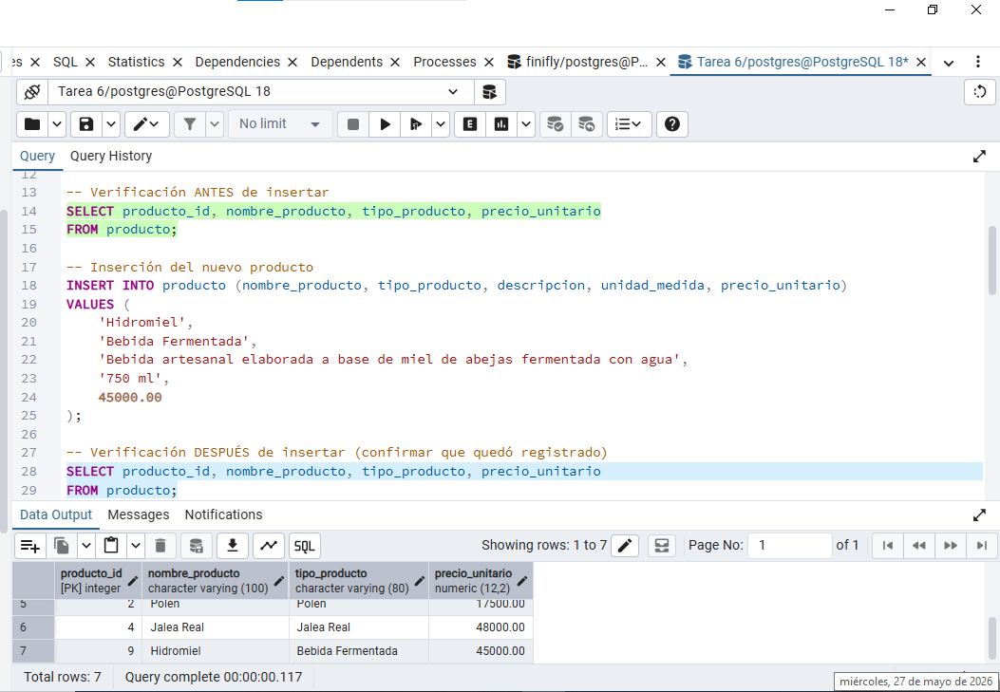 es SQL Statistics Dependencies Dependents Processes finifly/postgres@P... Tarea 6/postgres@PostgreSQL 18*
Tarea 6/postgres@PostgreSQL 18
No limit E
Query Query History
12
13 -- Verificación ANTES de insertar
14 SELECT producto_id, nombre_producto, tipo_producto, precio_unitario
15 FROM producto;
16
17 -- Inserción del nuevo producto
18 INSERT INTO producto (nombre_producto, tipo_producto, descripcion, unidad_medida, precio_unitario)
19 VALUES (
20 'Hidromiel',
21 'Bebida Fermentada',
22 'Bebida artesanal elaborada a base de miel de abejas fermentada con agua',
23 '750 ml',
24 45000.00
25 );
26
27 -- Verificación DESPUÉS de insertar (confirmar que quedó registrado)
28 SELECT producto_id, nombre_producto, tipo_producto, precio_unitario
29 FROM producto;
Data Output Messages Notifications
SQL Showing rows: 1 to 7 Page No: 1 of 1
producto_id nombre_producto tipo_producto precio_unitario
[PK] integer character varying (100) character varying (80) numeric (12,2)
5 2 Polen Polen 17500.00
6 4 Jalea Real Jalea Real 48000.00
7 9 Hidromiel Bebida Fermentada 45000.00
Total rows: 7 Query complete 00:00:00.117
miércoles, 27 de mayo de 2026